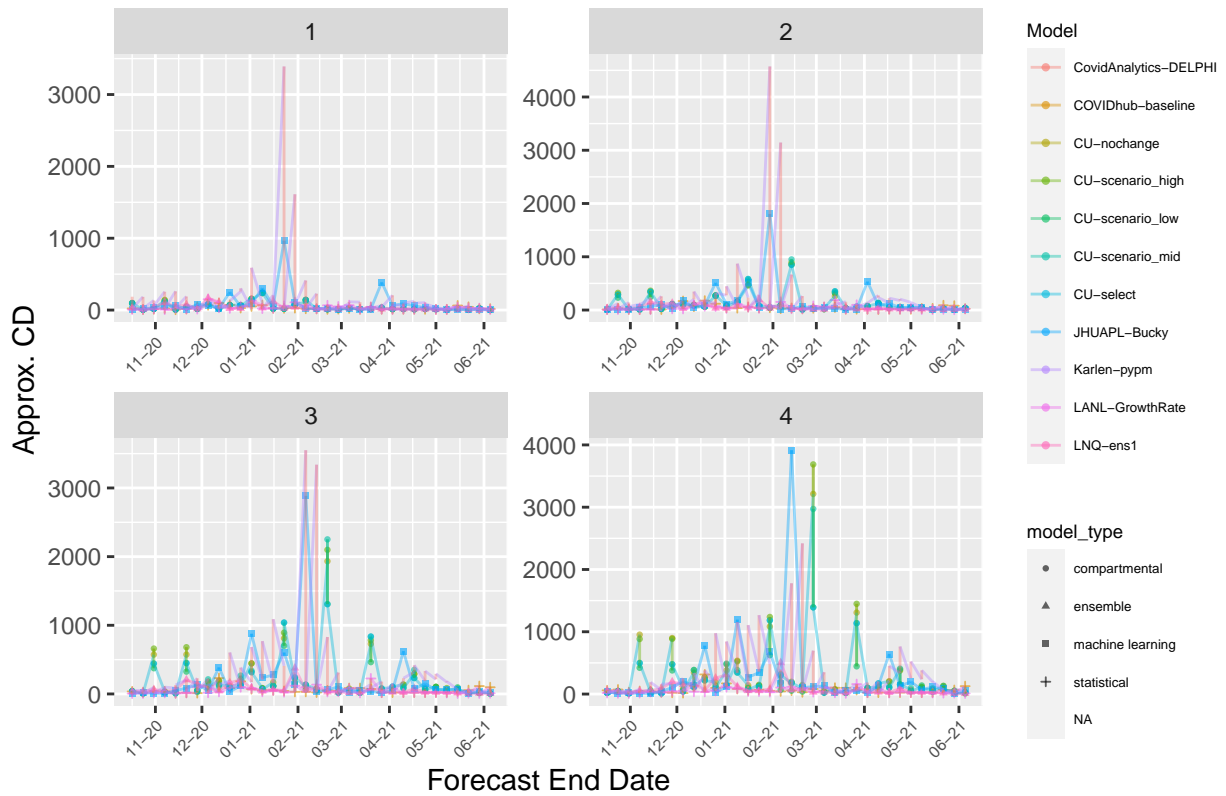 1
2
3000
2000
1000
0
4000
3000
2000
1000
0
11−20
12−20
01−21
02−21
03−21
04−21
05−21
06−21
11−20
12−20
01−21
02−21
03−21
04−21
05−21
06−21
3
4
3000
2000
1000
0
4000
3000
2000
1000
0
11−20
12−20
01−21
02−21
03−21
04−21
05−21
06−21
11−20
12−20
01−21
02−21
03−21
04−21
05−21
06−21
Approx. CD
Forecast End Date
Model
CovidAnalytics−DELPHI
COVIDhub−baseline
CU−nochange
CU−scenario_high
CU−scenario_low
CU−scenario_mid
CU−select
JHUAPL−Bucky
Karlen−pypm
LANL−GrowthRate
LNQ−ens1
model_type
compartmental
ensemble
machine learning
statistical
NA